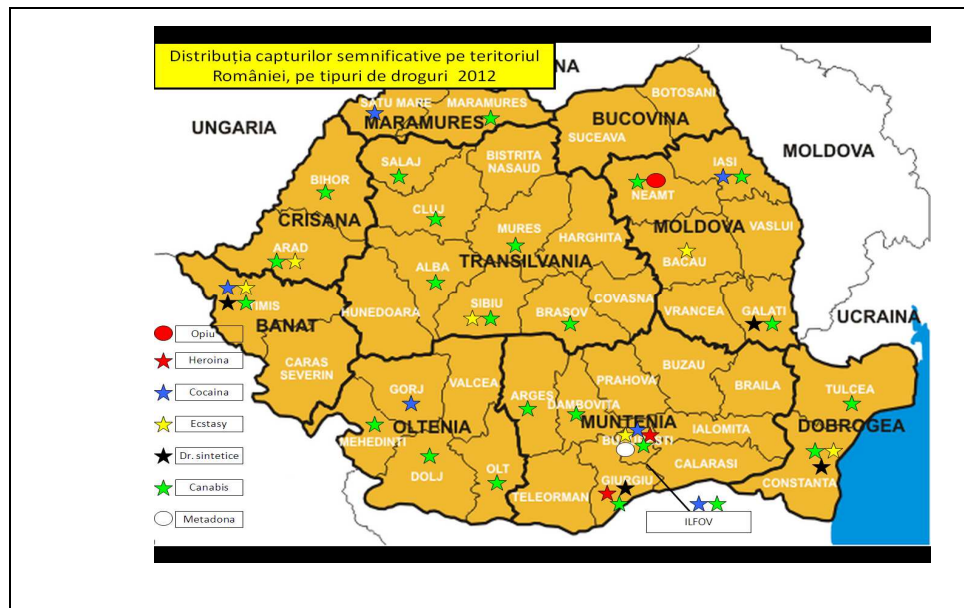 Distribuția capturilor semnificative pe teritoriul
României, pe tipuri de droguri 2012
NA
UNGARIA
MOLDOVA
UCRAINA
SATU MARE
MARAMURES
MARAMURES
BOTOSANI
BUCOVINA
SUCEAVA
SALAJ
BISTRITA
NASAUD
IASI
BIHOR
NEAMT
CLUJ
CRISANA
MURES
HARGHITA
MOLDOVA
VASLUI
ARAD
ALBA
TRANSILVANIA
BACAU
TIMIS
BANAT
HUNEDOARA
SIBIU
BRASOV
COVASNA
VRANCEA
GALATI
CARAS
SEVERIN
GORJ
VALCEA
ARGES
PRAHOVA
DAMBOVITA
BUZAU
BRAILA
TULCEA
MEHEDINTI
OLTENIA
MUNTENIA
IALOMITA
DOBROGEA
DOLJ
OLT
TELEORMAN
GIURGIU
CALARASI
CONSTANTA
ILFOV
Opiu
Heroina
Cocaina
Ecstasy
Dr. sintetice
Canabis
Metadona